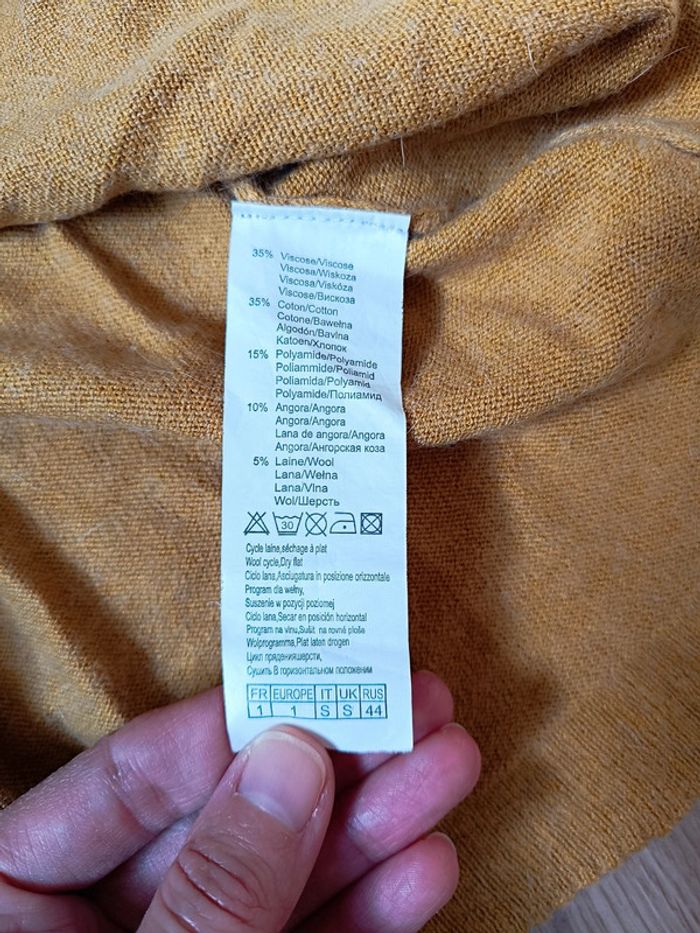 35% Viscose/Viscose
Viscosa/Wiskoza
Viscosa/Viskóza
Viscose/Вискоза
35% Coton/Cotton
Cotone/Bawełna
Algodón/Bavlna
Katoen/Хлопок
15% Polyamide/Polyamide
Poliammide/Poliamid
Poliamida/Polyamid
Polyamide/Полиамид
10% Angora/Angora
Angora/Angora
Lana de angora/Angora
Angora/Ангорская коза
5% Laine/Wool
Lana/Wełna
Lana/Vlna
Wol/Шерсть
30
Cycle laine,séchage à plat
Wool cycle,Dry flat
Ciclo lana,Asciugatura in posizione orizzontale
Program dla wełny,
Suszenie w pozycji poziomej
Ciclo lana,Secar en posición horizontal
Program na vlnu,Sušit na rovné ploše
Wolprogramma,Plat laten drogen
Цикл пряденияшерсти,
Сушить В горизонтальном положении
FR EUROPE IT UK RUS
1 1 S S 44